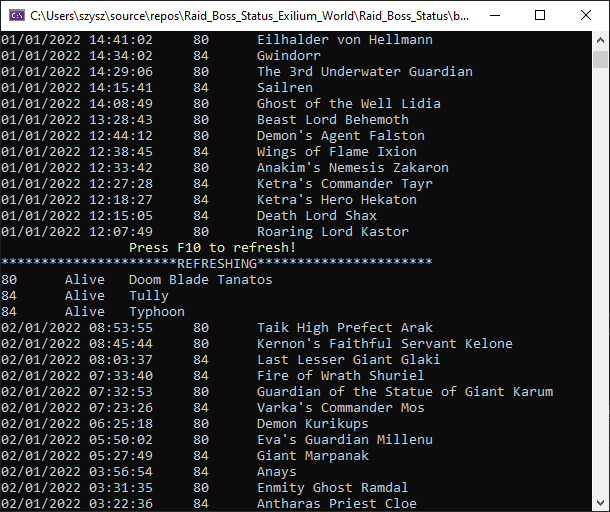 C:\Users\szysz\source\repos\Raid_Boss_Status_Exilium_World\Raid_Boss_Status\b...
01/01/2022 14:41:02 80 Eilhalder von Hellmann
01/01/2022 14:34:02 84 Gwindorr
01/01/2022 14:29:06 80 The 3rd Underwater Guardian
01/01/2022 14:15:41 84 Sailren
01/01/2022 14:08:49 80 Ghost of the Well Lidia
01/01/2022 13:28:43 80 Beast Lord Behemoth
01/01/2022 12:44:12 80 Demon's Agent Falston
01/01/2022 12:38:45 84 Wings of Flame Ixion
01/01/2022 12:33:42 80 Anakim's Nemesis Zakaron
01/01/2022 12:27:28 84 Ketra's Commander Tayr
01/01/2022 12:18:27 84 Ketra's Hero Hekaton
01/01/2022 12:15:05 84 Death Lord Shax
01/01/2022 12:07:49 80 Roaring Lord Kastor
Press F10 to refresh!
**********************REFRESHING**********************
80 Alive Doom Blade Tanatos
84 Alive Tully
84 Alive Typhoon
02/01/2022 08:53:55 80 Taik High Prefect Arak
02/01/2022 08:45:44 80 Kernon's Faithful Servant Kelone
02/01/2022 08:03:37 84 Last Lesser Giant Glaki
02/01/2022 07:33:40 84 Fire of Wrath Shuriel
02/01/2022 07:32:53 80 Guardian of the Statue of Giant Karum
02/01/2022 07:23:26 84 Varka's Commander Mos
02/01/2022 06:25:18 80 Demon Kurikups
02/01/2022 05:50:02 80 Eva's Guardian Millenu
02/01/2022 05:27:49 84 Giant Marpanak
02/01/2022 03:56:54 84 Anays
02/01/2022 03:31:35 80 Enmity Ghost Ramdal
02/01/2022 03:22:36 84 Antharas Priest Cloe